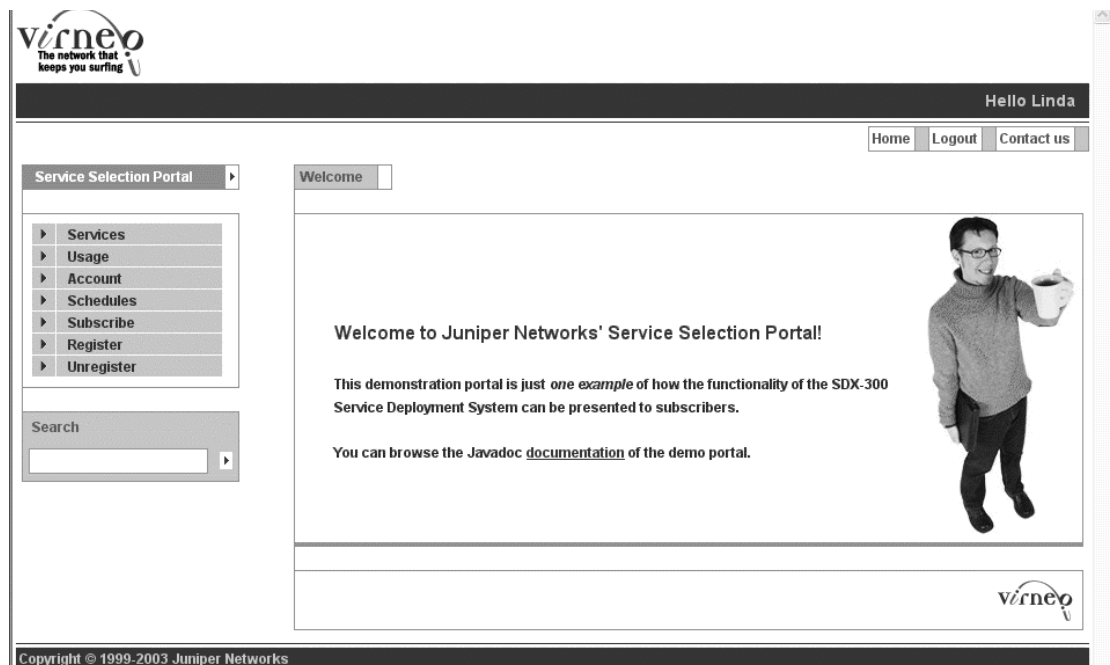 virneo
The network that
keeps you surfing
Hello Linda
Home Logout Contact us
Service Selection Portal
Welcome
Services
Usage
Account
Schedules
Subscribe
Register
Unregister
Search
Welcome to Juniper Networks' Service Selection Portal!
This demonstration portal is just one example of how the functionality of the SDX-300
Service Deployment System can be presented to subscribers.
You can browse the Javadoc documentation of the demo portal.
virneo
Copyright © 1999-2003 Juniper Networks